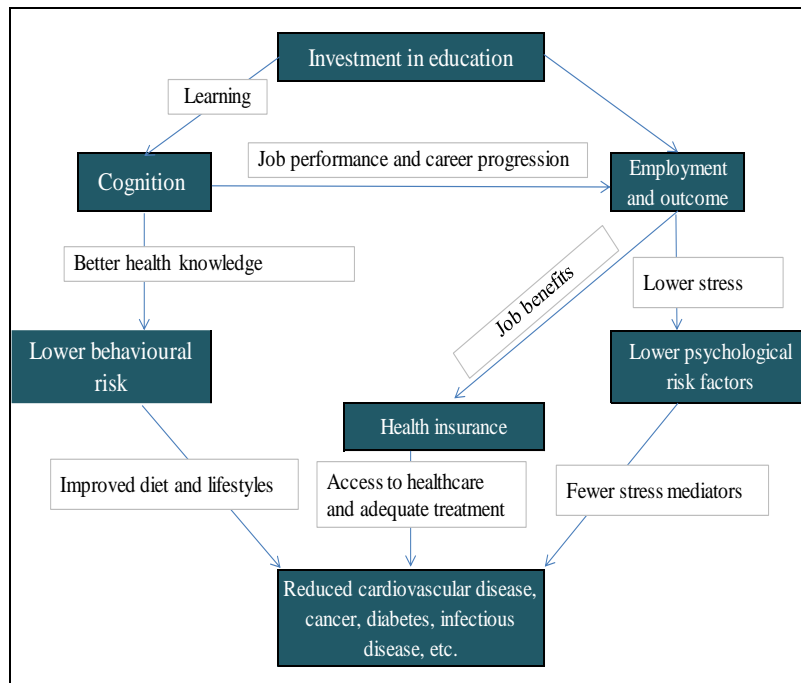 Investment in education
Learning
Job performance and career progression
Cognition
Employment
and outcome
Better health knowledge
Job benefits
Lower stress
Lower behavioural
risk
Lower psychological
risk factors
Health insurance
Improved diet and lifestyles
Access to healthcare
and adequate treatment
Fewer stress mediators
Reduced cardiovascular disease,
cancer, diabetes, infectious
disease, etc.